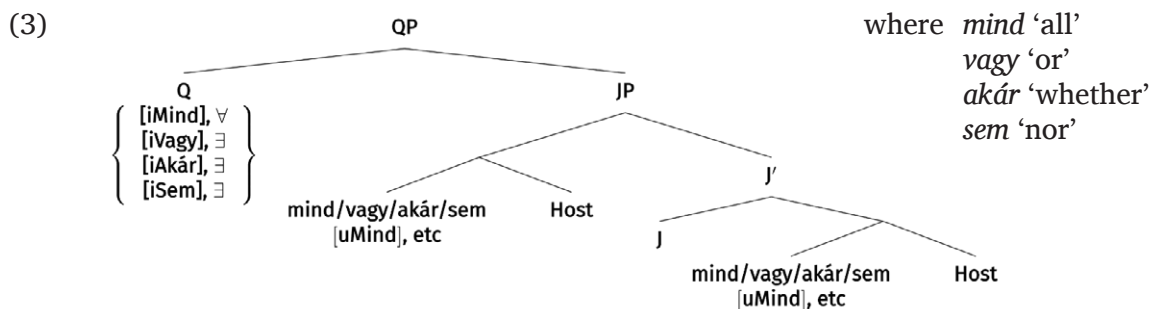 (3)
QP
where mind ‘all’
vagy ‘or’
akár ‘whether’
sem ‘nor’
Q
JP
[iMind], ∀
[iVagy], ∃
[iAkár], ∃
[iSem], ∃
J′
mind/vagy/akár/sem
[uMind], etc
Host
J
mind/vagy/akár/sem
[uMind], etc
Host